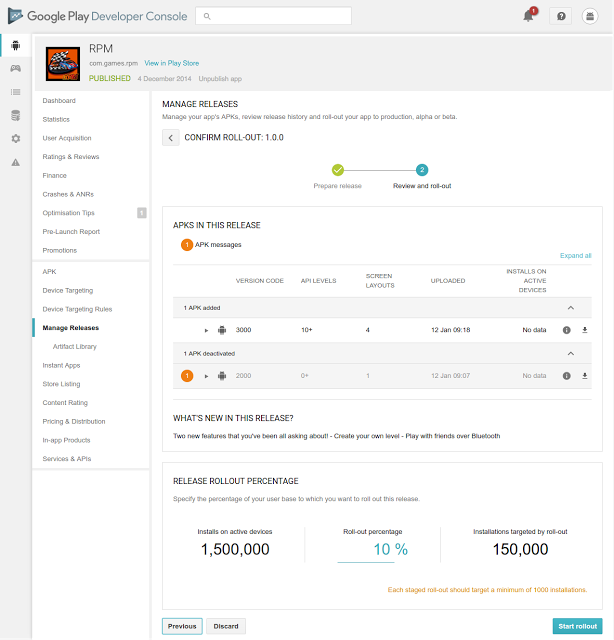 Google Play Developer Console
1
RPM
com.games.rpm View in Play Store
PUBLISHED 4 December 2014 Unpublish app
Dashboard
Statistics
User Acquisition
Ratings & Reviews
Finance
Crashes & ANRs
Optimisation Tips 1
Pre-Launch Report
Promotions
APK
Device Targeting
Device Targeting Rules
Manage Releases
Artifact Library
Instant Apps
Store Listing
Content Rating
Pricing & Distribution
In-app Products
Services & APIs
MANAGE RELEASES
Manage your app's APKs, review release history and roll-out your app to production, alpha or beta.
CONFIRM ROLL-OUT: 1.0.0
2
Prepare release Review and roll-out
APKS IN THIS RELEASE
1 APK messages
Expand all
VERSION CODE API LEVELS SCREEN LAYOUTS UPLOADED INSTALLS ON ACTIVE DEVICES
1 APK added
3000 10+ 4 12 Jan 09:18 No data
1 APK deactivated
1 2000 0+ 1 12 Jan 09:07 No data
WHAT'S NEW IN THIS RELEASE?
Two new features that you've been all asking about! - Create your own level - Play with friends over Bluetooth
RELEASE ROLLOUT PERCENTAGE
Specify the percentage of your user base to which you want to roll out this release.
Installs on active devices Roll-out percentage Installations targeted by roll-out
1,500,000 10 % 150,000
Each staged roll-out should target a minimum of 1000 installations.
Previous Discard Start rollout